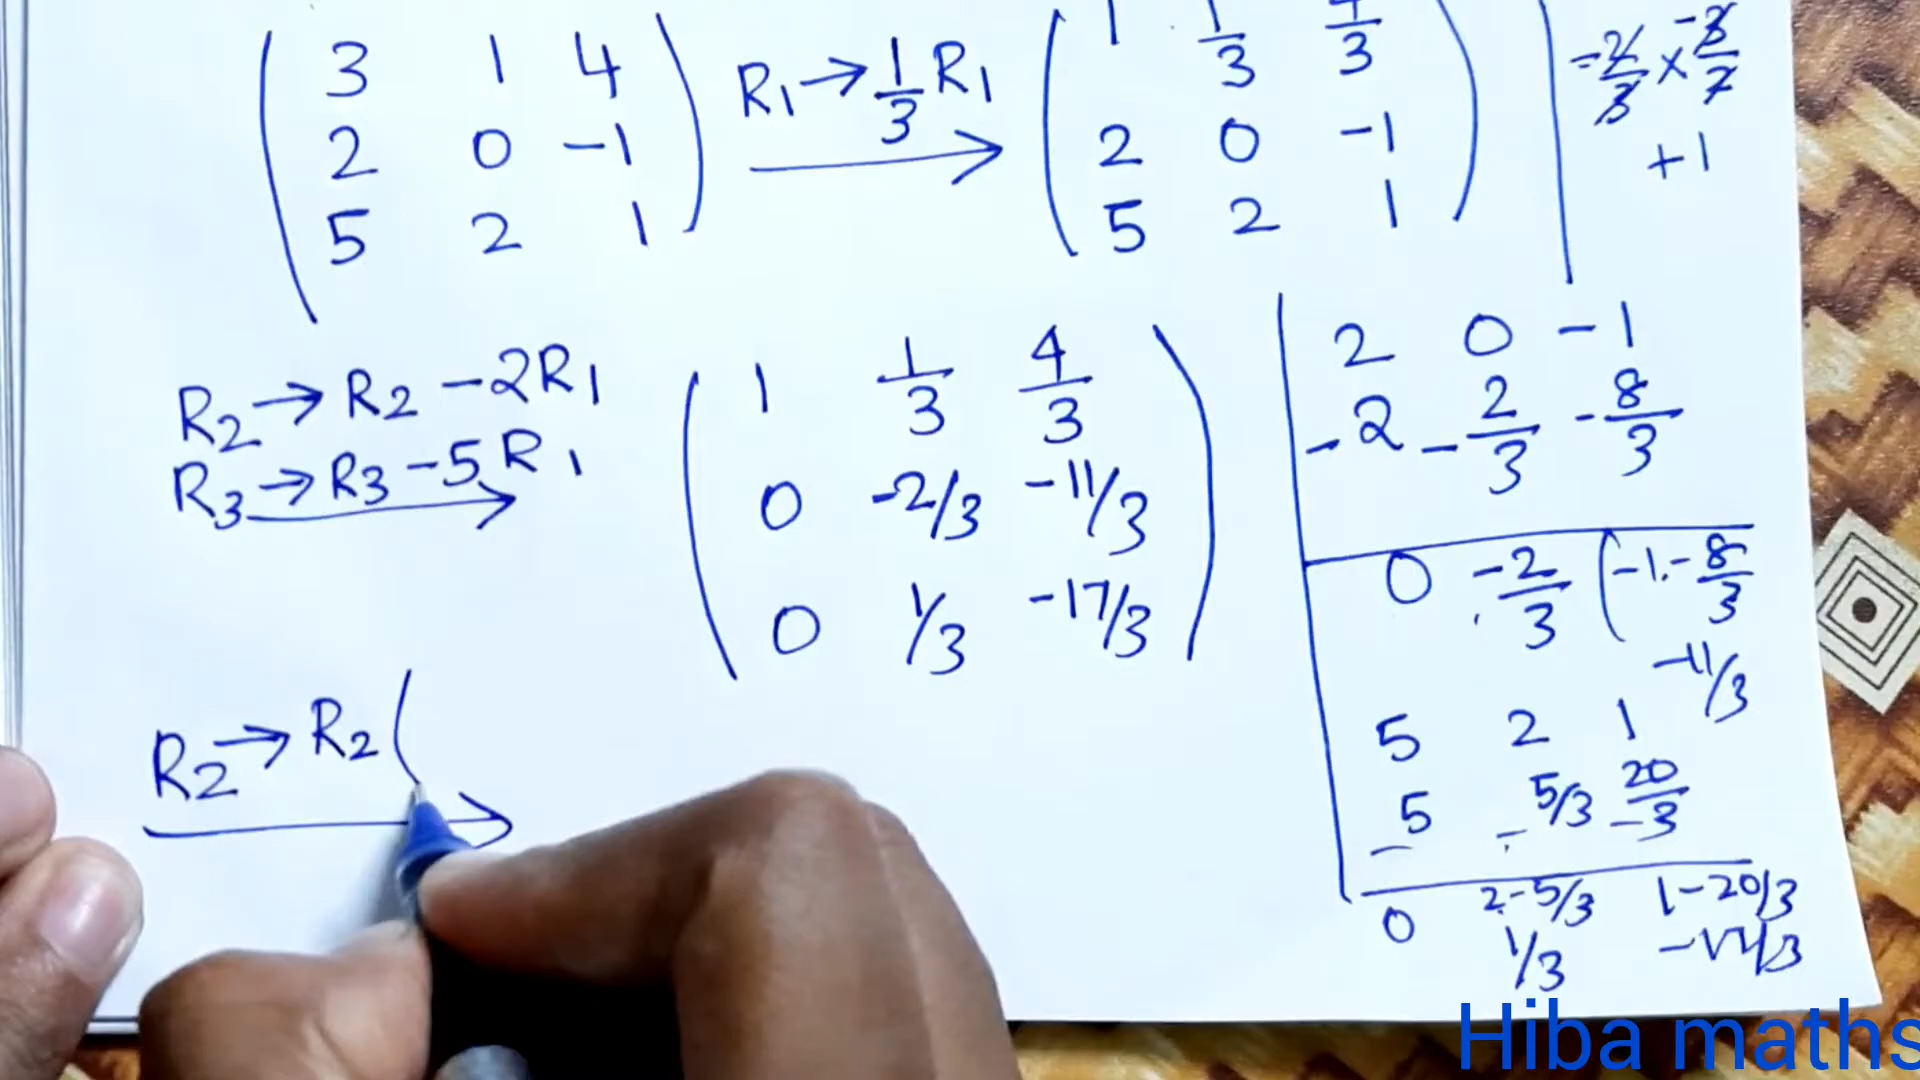 3 1 4
2 0 -1
5 2 1
R₁→1/3 R₁
1 1/3 4/3
2 0 -1
5 2 1
= -2/3 × -3/2
+1
R₂→R₂ -2R₁
R₃→R₃ -5R₁
1 1/3 4/3
0 -2/3 -11/3
0 1/3 -17/3
2 0 -1
-2 -2/3 -8/3
0 -2/3 (-1.-8/3
-11/3
5 2 1
-5 -5/3 -20/3
0 2-5/3 1-20/3
1/3 -17/3
R₂→R₂(
Hiba maths